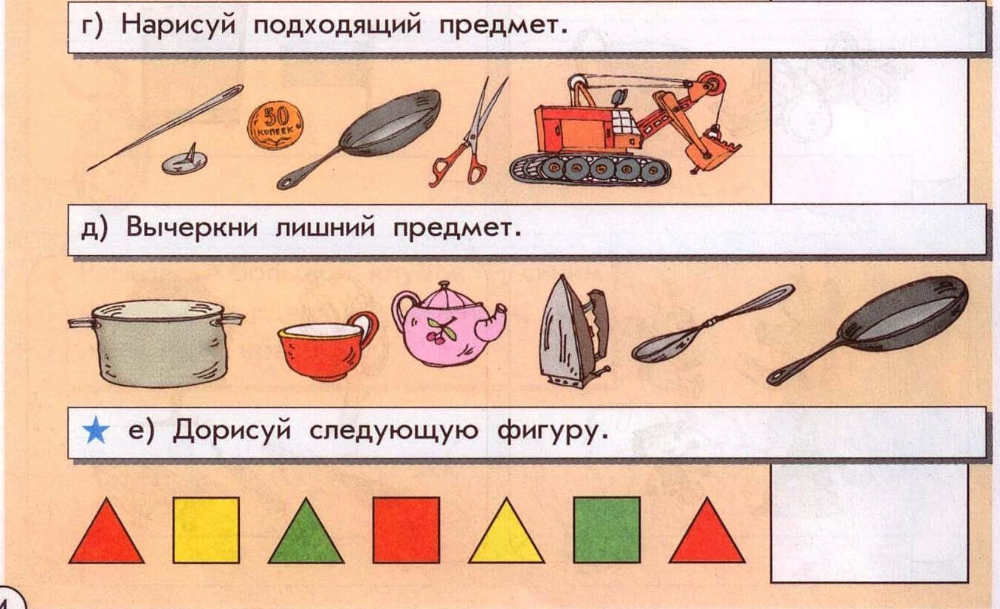 г) Нарисуй подходящий предмет.
50
КОПЕЕК
д) Вычеркни лишний предмет.
е) Дорисуй следующую фигуру.